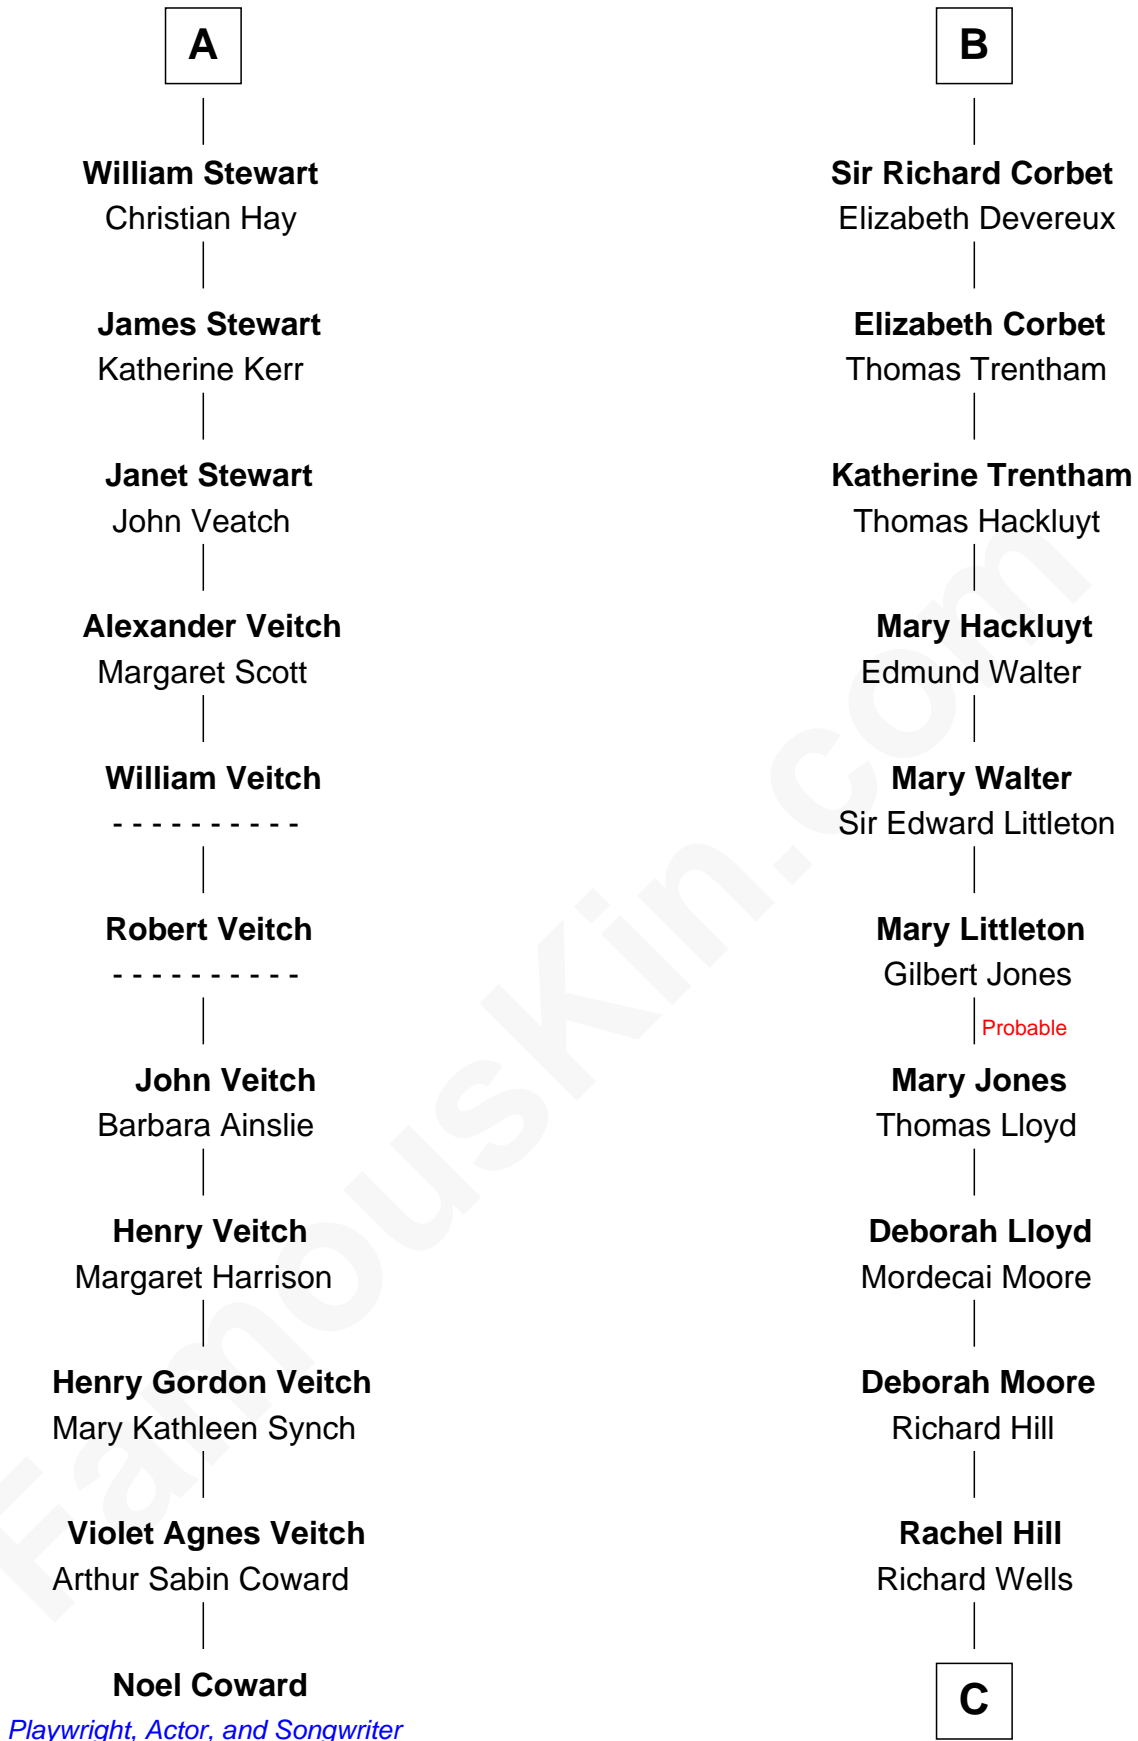 A
William Stewart
Christian Hay
James Stewart
Katherine Kerr
Janet Stewart
John Veatch
Alexander Veitch
Margaret Scott
William Veitch
- - - - - - - - - -
Robert Veitch
- - - - - - - - - -
John Veitch
Barbara Ainslie
Henry Veitch
Margaret Harrison
Henry Gordon Veitch
Mary Kathleen Synch
Violet Agnes Veitch
Arthur Sabin Coward
Noel Coward
Playwright, Actor, and Songwriter
B
Sir Richard Corbet
Elizabeth Devereux
Elizabeth Corbet
Thomas Trentham
Katherine Trentham
Thomas Hackluyt
Mary Hackluyt
Edmund Walter
Mary Walter
Sir Edward Littleton
Mary Littleton
Gilbert Jones
Probable
Mary Jones
Thomas Lloyd
Deborah Lloyd
Mordecai Moore
Deborah Moore
Richard Hill
Rachel Hill
Richard Wells
C
FamousKin.com